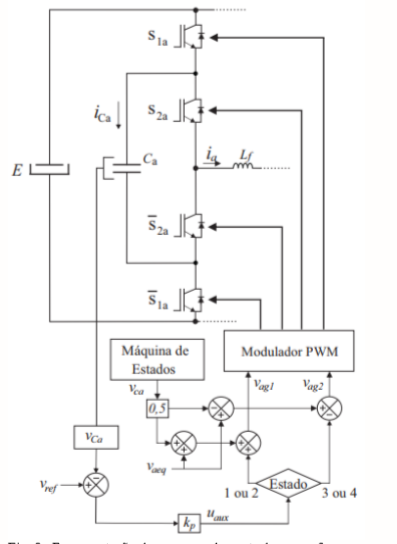 S1a
iCa
S2a
ia
Lf
E
Ca
S̅2a
S̅1a
Máquina de
Estados
Modulador PWM
vca
vag1
vag2
0,5
vCa
vaeq
Estado
1 ou 2
3 ou 4
vref
uaux
kp